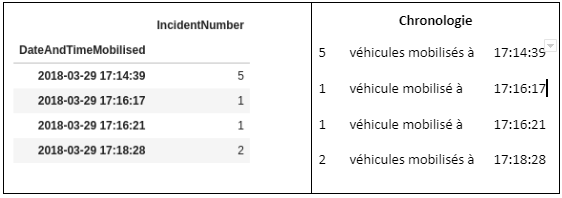 IncidentNumber
DateAndTimeMobilised
2018-03-29 17:14:39 5
2018-03-29 17:16:17 1
2018-03-29 17:16:21 1
2018-03-29 17:18:28 2
Chronologie
5 véhicules mobilisés à 17:14:39
1 véhicule mobilisé à 17:16:17
1 véhicule mobilisé à 17:16:21
2 véhicules mobilisés à 17:18:28